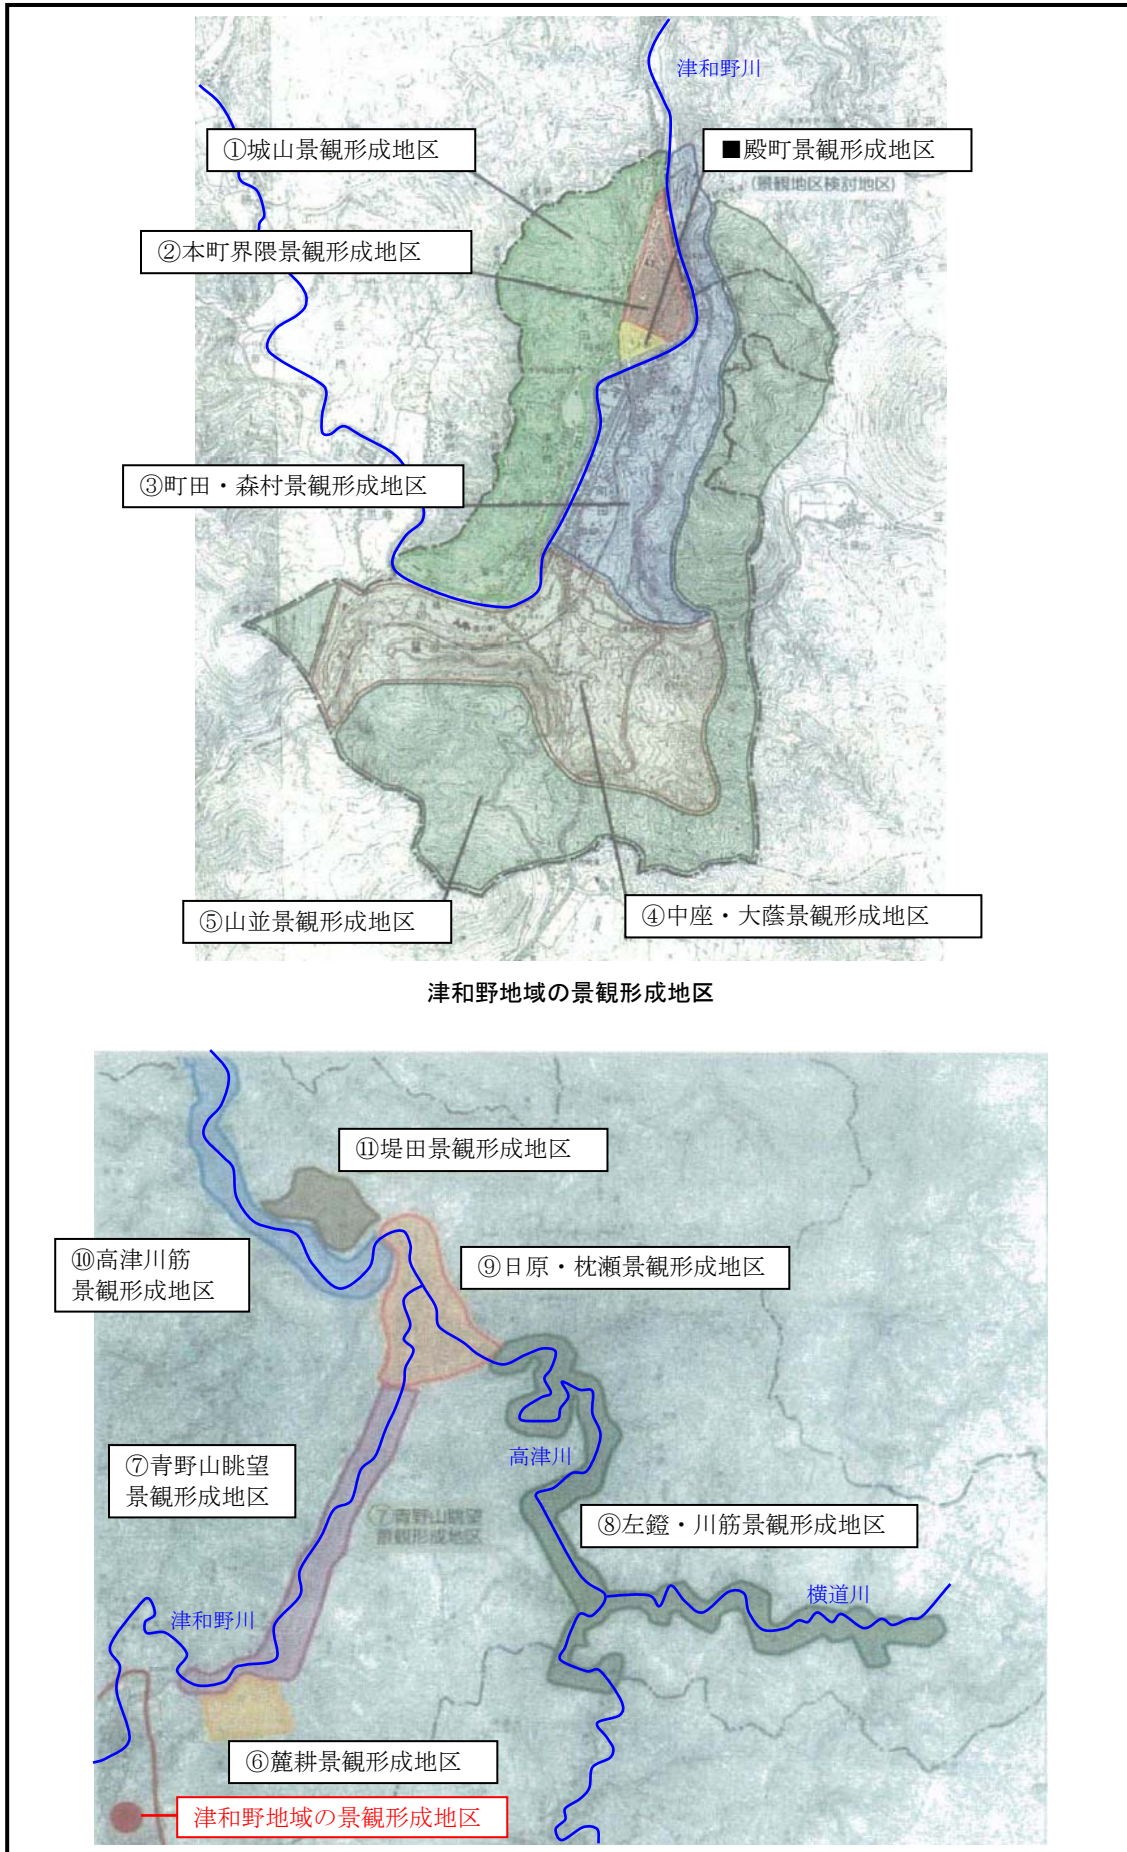 津和野川
①城山景観形成地区
■殿町景観形成地区
(景観地区検討地区)
②本町界隈景観形成地区
③町田・森村景観形成地区
⑤山並景観形成地区
④中座・大蔭景観形成地区
津和野地域の景観形成地区
⑪堤田景観形成地区
⑩高津川筋
景観形成地区
⑨日原・枕瀬景観形成地区
高津川
⑦青野山眺望
景観形成地区
⑦青野山眺望
景観形成地区
⑧左鐙・川筋景観形成地区
横道川
津和野川
⑥麓耕景観形成地区
津和野地域の景観形成地区